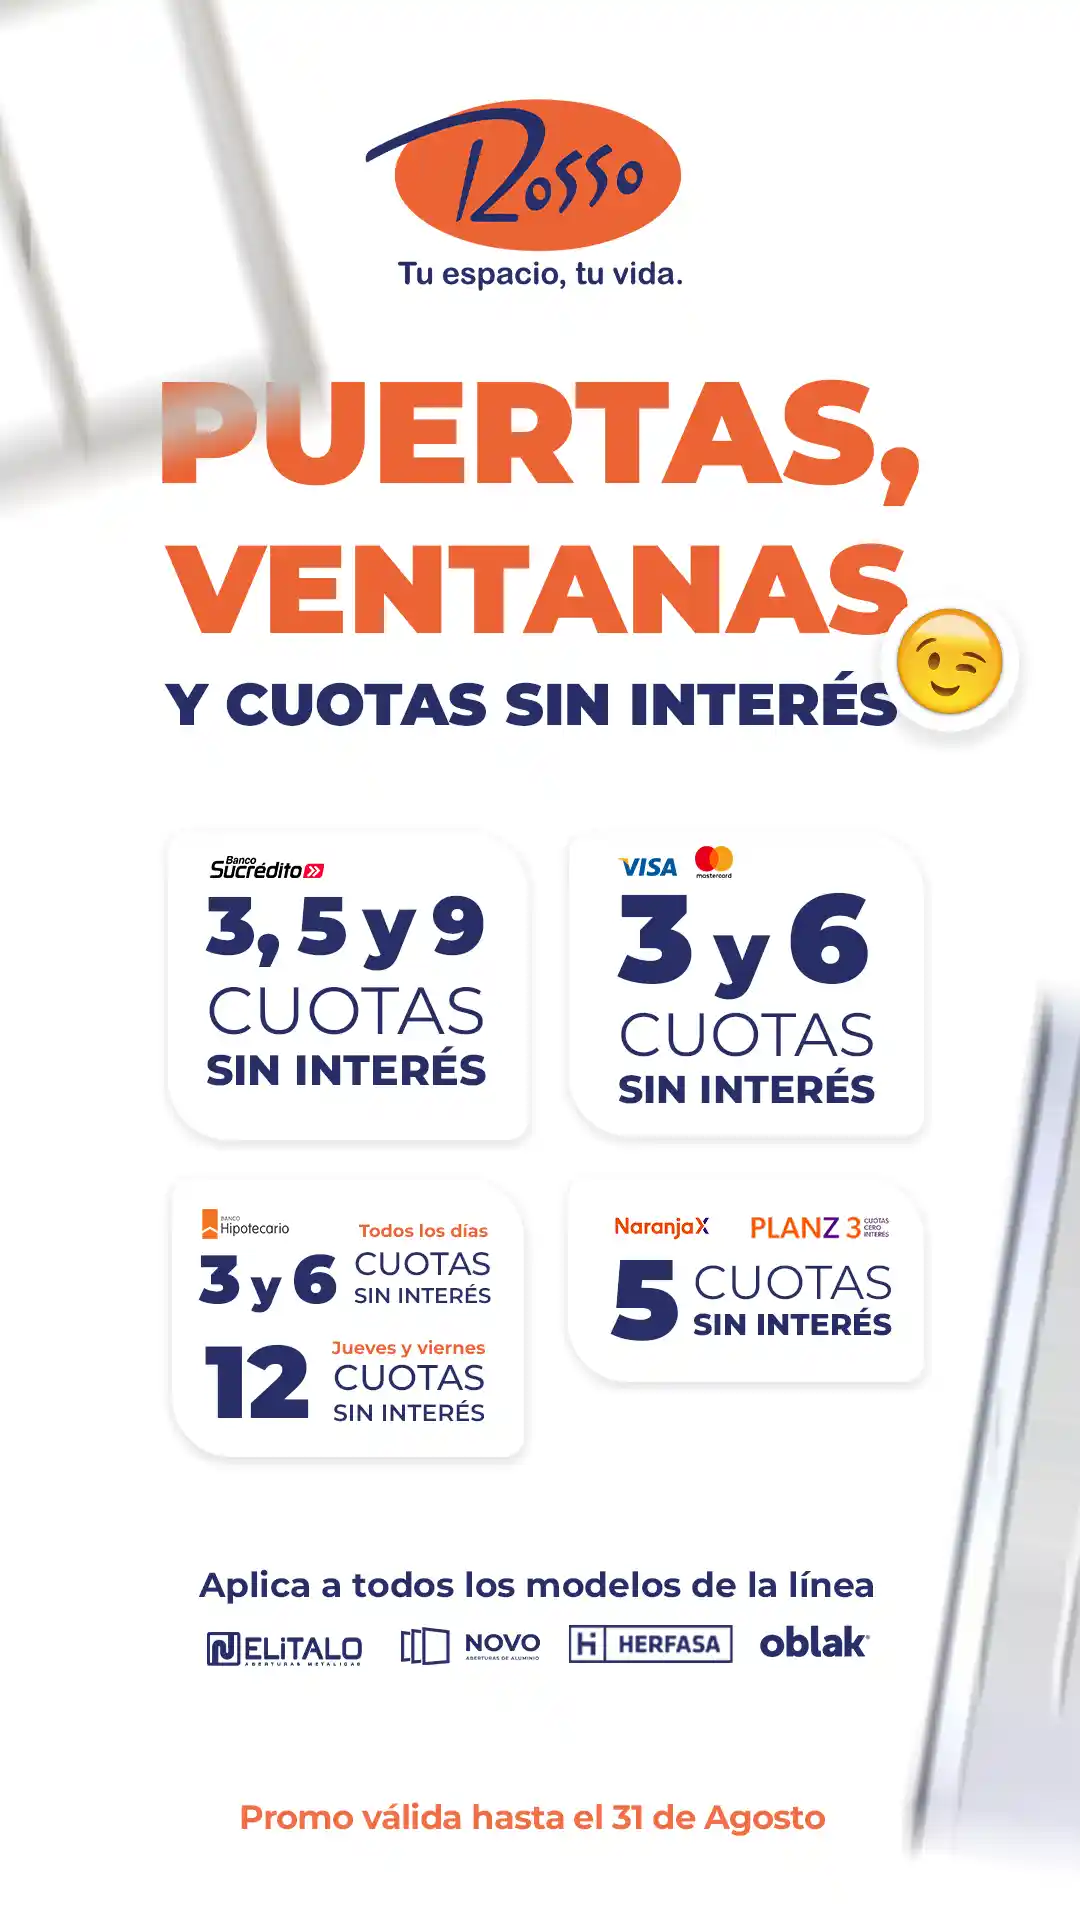 Rosso
Tu espacio, tu vida.
PUERTAS,
VENTANAS
Y CUOTAS SIN INTERÉS
Banco
Sucrédito
3, 5 y 9
CUOTAS
SIN INTERÉS
VISA mastercard
3 y 6
CUOTAS
SIN INTERÉS
BANCO
Hipotecario
Todos los días
3 y 6 CUOTAS
SIN INTERÉS
Jueves y viernes
12 CUOTAS
SIN INTERÉS
NaranjaX PLANZ 3 CUOTAS
CERO
INTERÉS
5 CUOTAS
SIN INTERÉS
Aplica a todos los modelos de la línea
NELITALO
ABERTURAS METALICAS
NOVO
ABERTURAS DE ALUMINIO
H HERFASA
oblak
Promo válida hasta el 31 de Agosto